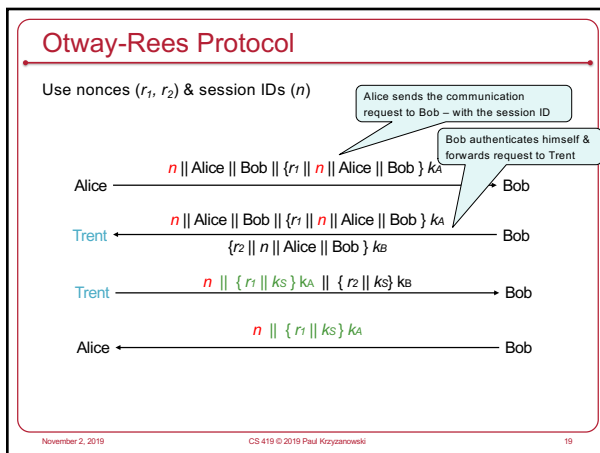 Otway-Rees Protocol
Use nonces (r₁, r₂) & session IDs (n)
Alice sends the communication
request to Bob – with the session ID
Bob authenticates himself &
forwards request to Trent
n || Alice || Bob || {r₁ || n || Alice || Bob } kA
Alice Bob
n || Alice || Bob || {r₁ || n || Alice || Bob } kA
Trent Bob
{r₂ || n || Alice || Bob } kB
n || { r₁ || kS } kA || { r₂ || kS} kB
Trent Bob
n || { r₁ || kS } kA
Alice Bob
November 2, 2019 CS 419 © 2019 Paul Krzyzanowski 19